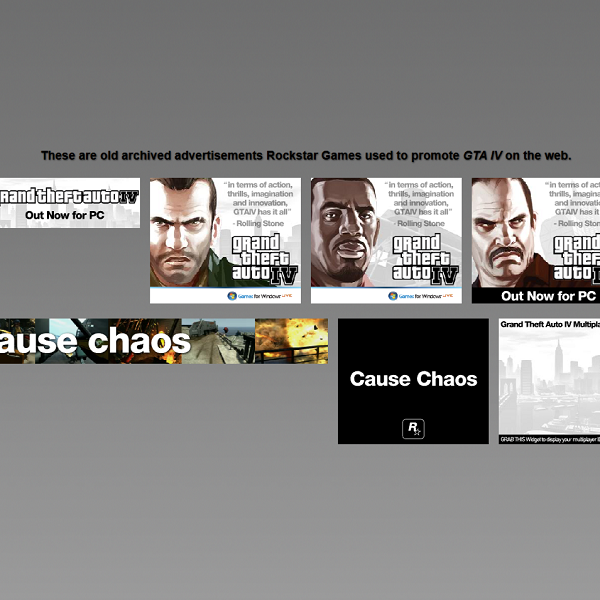 These are old archived advertisements Rockstar Games used to promote GTA IV on the web.
grand theft auto IV
Out Now for PC
"in terms of action,
thrills, imagination
and innovation,
GTAIV has it all"
- Rolling Stone
grand
theft
auto IV
Games for Windows LIVE
"in terms of action,
thrills, imagination
and innovation,
GTAIV has it all"
- Rolling Stone
grand
theft
auto IV
Games for Windows LIVE
"in terms of action
thrills, imagina
and innovatio
GTAIV has it
- Rolling Sto
grand
theft
auto
Out Now for PC
ause chaos
Cause Chaos
R
Grand Theft Auto IV Multipla
GRAB THIS Widget to display your multiplayer